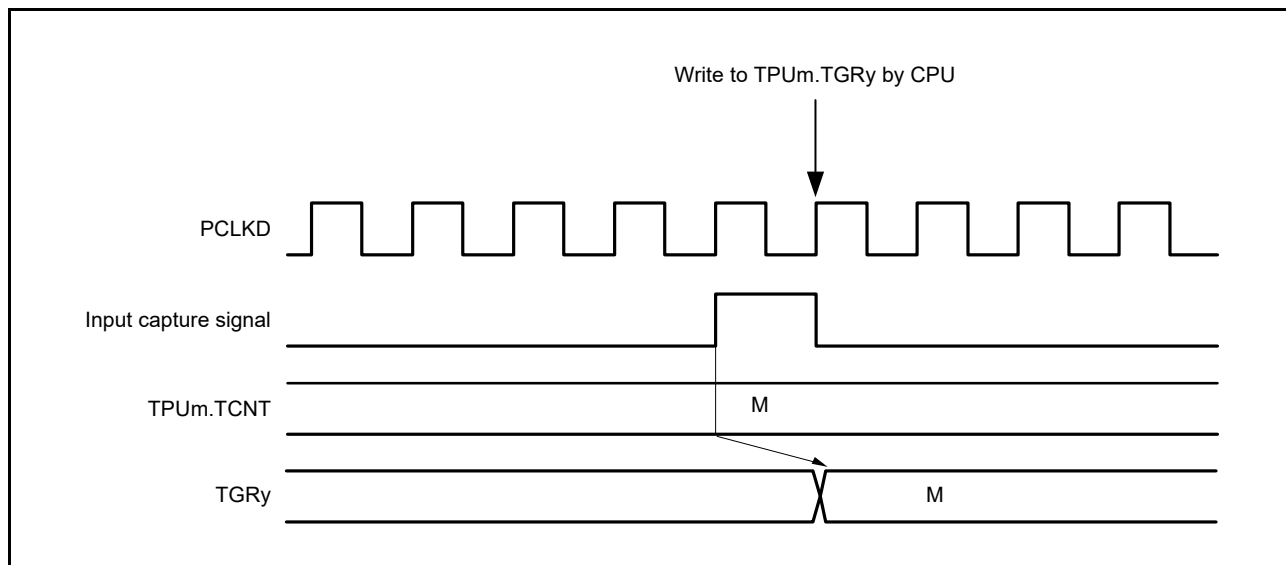 Write to TPUm.TGRy by CPU
PCLKD
Input capture signal
TPUm.TCNT
M
TGRy
M